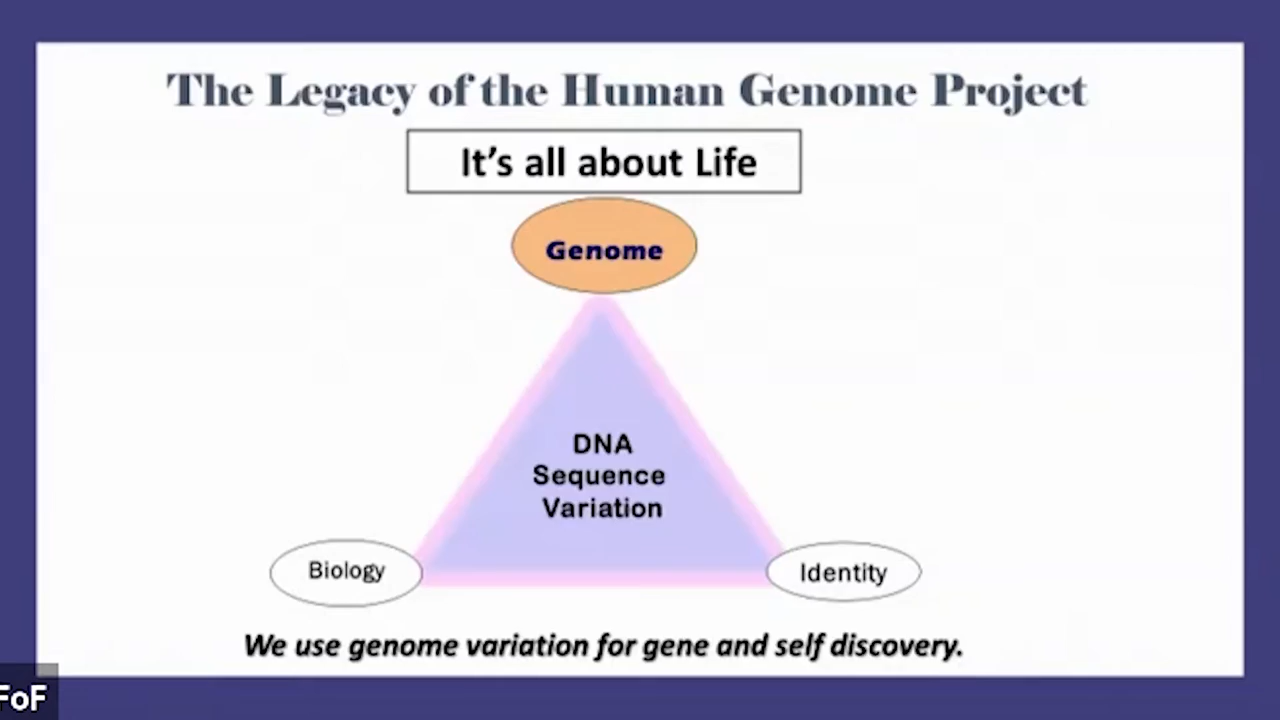 The Legacy of the Human Genome Project
It's all about Life
Genome
DNA
Sequence
Variation
Biology
Identity
We use genome variation for gene and self discovery.
FoF